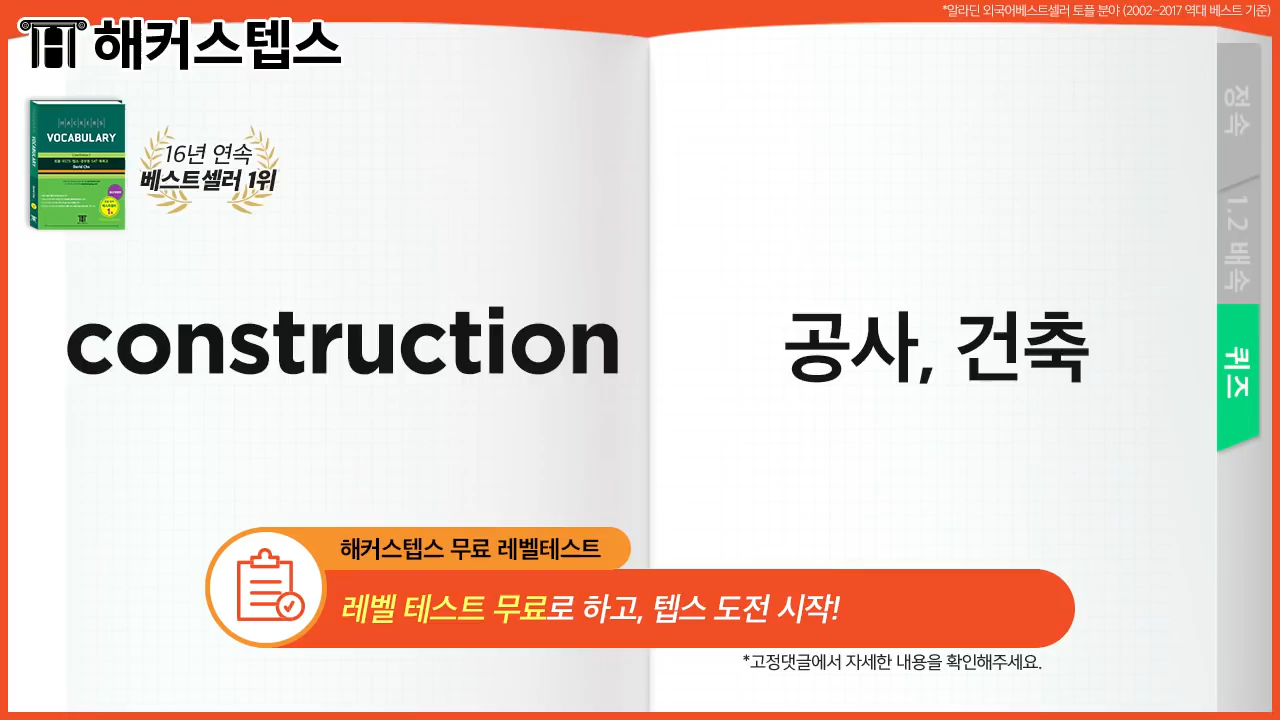 *알라딘 외국어베스트셀러 토플 분야 (2002~2017 역대 베스트 기준)
해커스텝스
HACKERS
VOCABULARY
16년 연속
베스트셀러 1위
정속
1.2 배속
퀴즈
construction
공사, 건축
해커스텝스 무료 레벨테스트
레벨 테스트 무료로 하고, 텝스 도전 시작!
*고정댓글에서 자세한 내용을 확인해주세요.